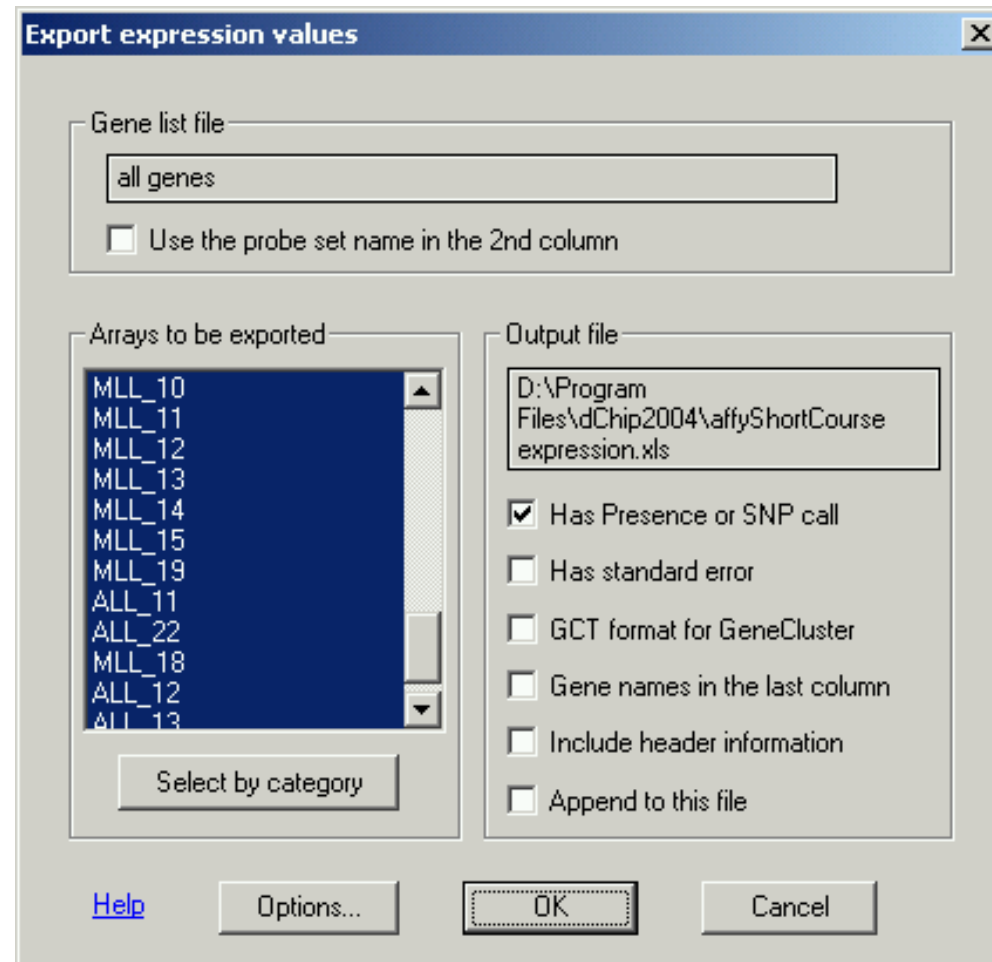 Export expression values
Gene list file
all genes
Use the probe set name in the 2nd column
Arrays to be exported
MLL_10
MLL_11
MLL_12
MLL_13
MLL_14
MLL_15
MLL_19
ALL_11
ALL_22
MLL_18
ALL_12
ALL_13
Select by category
Output file
D:\Program
Files\dChip2004\affyShortCourse
expression.xls
Has Presence or SNP call
Has standard error
GCT format for GeneCluster
Gene names in the last column
Include header information
Append to this file
Help
Options...
OK
Cancel